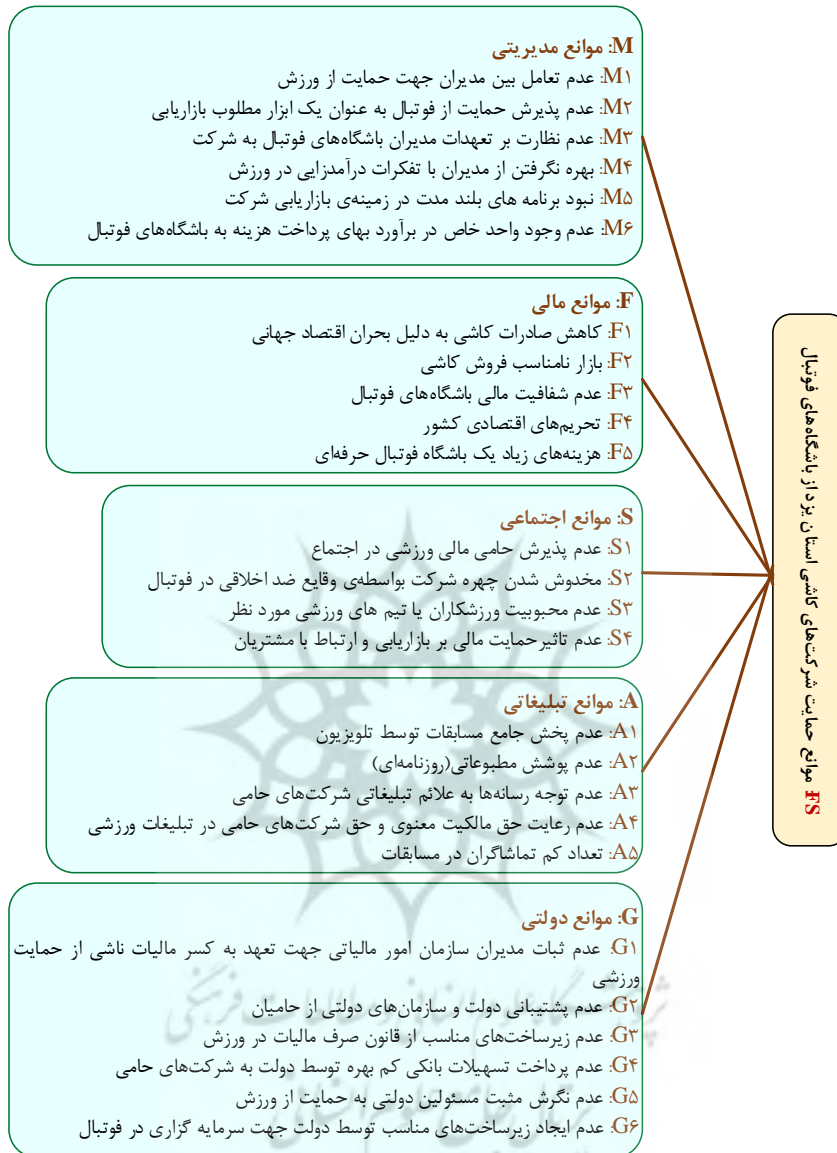 FS موانع حمایت شرکت‌های کاشی استان یزد از باشگاه‌های فوتبال
M: موانع مدیریتی
M۱: عدم تعامل بین مدیران جهت حمایت از ورزش
M۲: عدم پذیرش حمایت از فوتبال به عنوان یک ابزار مطلوب بازاریابی
M۳: عدم نظارت بر تعهدات مدیران باشگاه‌های فوتبال به شرکت
M۴: بهره نگرفتن از مدیران با تفکرات درآمدزایی در ورزش
M۵: نبود برنامه های بلند مدت در زمینه‌ی بازاریابی شرکت
M۶: عدم وجود واحد خاص در برآورد بهای پرداخت هزینه به باشگاه‌های فوتبال
F: موانع مالی
F۱: کاهش صادرات کاشی به دلیل بحران اقتصاد جهانی
F۲: بازار نامناسب فروش کاشی
F۳: عدم شفافیت مالی باشگاه‌های فوتبال
F۴: تحریم‌های اقتصادی کشور
F۵: هزینه‌های زیاد یک باشگاه فوتبال حرفه‌ای
S: موانع اجتماعی
S۱: عدم پذیرش حامی مالی ورزشی در اجتماع
S۲: مخدوش شدن چهره شرکت بواسطه‌ی وقایع ضد اخلاقی در فوتبال
S۳: عدم محبوبیت ورزشکاران یا تیم های ورزشی مورد نظر
S۴: عدم تاثیرحمایت مالی بر بازاریابی و ارتباط با مشتریان
A: موانع تبلیغاتی
A۱: عدم پخش جامع مسابقات توسط تلویزیون
A۲: عدم پوشش مطبوعاتی(روزنامه‌ای)
A۳: عدم توجه رسانه‌ها به علائم تبلیغاتی شرکت‌های حامی
A۴: عدم رعایت حق مالکیت معنوی و حق شرکت‌های حامی در تبلیغات ورزشی
A۵: تعداد کم تماشاگران در مسابقات
G: موانع دولتی
G۱: عدم ثبات مدیران سازمان امور مالیاتی جهت تعهد به کسر مالیات ناشی از حمایت
ورزشی
G۲: عدم پشتیبانی دولت و سازمان‌های دولتی از حامیان
G۳: عدم زیرساخت‌های مناسب از قانون صرف مالیات در ورزش
G۴: عدم پرداخت تسهیلات بانکی کم بهره توسط دولت به شرکت‌های حامی
G۵: عدم نگرش مثبت مسئولین دولتی به حمایت از ورزش
G۶: عدم ایجاد زیرساخت‌های مناسب توسط دولت جهت سرمایه گزاری در فوتبال
پژوهشگاه علوم انسانی و مطالعات فرهنگی
پرتال جامع علوم انسانی